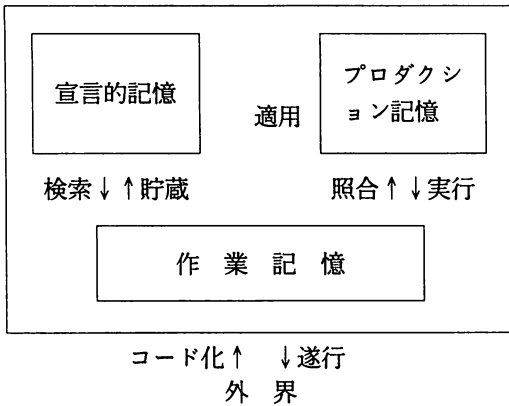 宣言的記憶
適用
プロダクシ
ョン記憶
検索↓↑貯蔵
照合↑↓実行
作業記憶
コード化↑ ↓遂行
外界